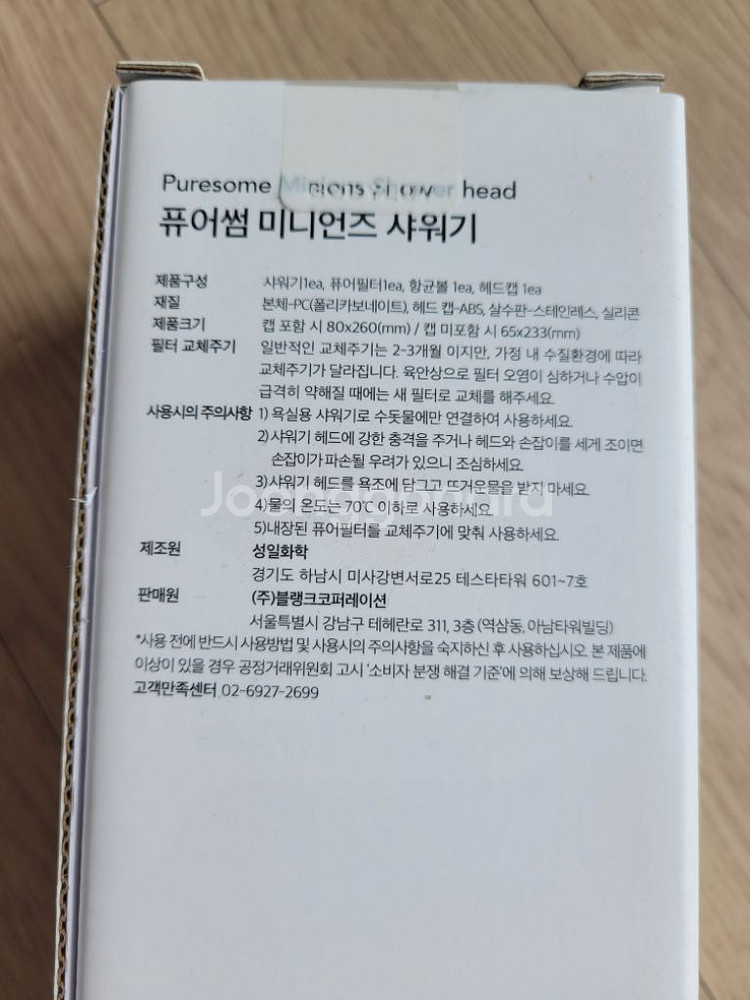 Puresome Minions Shower head
퓨어썸 미니언즈 샤워기
제품구성 샤워기1ea, 퓨어필터1ea, 항균볼 1ea, 헤드캡 1ea
재질 본체-PC(폴리카보네이트), 헤드 캡-ABS, 살수판-스테인레스, 실리콘
제품크기 캡 포함 시 80x260(mm) / 캡 미포함 시 65x233(mm)
필터 교체주기 일반적인 교체주기는 2-3개월 이지만, 가정 내 수질환경에 따라
교체주기가 달라집니다. 육안상으로 필터 오염이 심하거나 수압이
급격히 약해질 때에는 새 필터로 교체를 해주세요.
사용시의 주의사항 1) 욕실용 샤워기로 수돗물에만 연결하여 사용하세요.
2) 샤워기 헤드에 강한 충격을 주거나 헤드와 손잡이를 세게 조이면
손잡이가 파손될 우려가 있으니 조심하세요.
3)샤워기 헤드를 욕조에 담그고 뜨거운물을 받지 마세요.
4)물의 온도는 70℃ 이하로 사용하세요.
5)내장된 퓨어필터를 교체주기에 맞춰 사용하세요.
제조원 성일화학
경기도 하남시 미사강변서로25 테스타타워 601~7호
판매원 (주)블랭크코퍼레이션
서울특별시 강남구 테헤란로 311, 3층 (역삼동, 아남타워빌딩)
*사용 전에 반드시 사용방법 및 사용시의 주의사항을 숙지하신 후 사용하십시오. 본 제품에
이상이 있을 경우 공정거래위원회 고시 '소비자 분쟁 해결 기준'에 의해 보상해 드립니다.
고객만족센터 02-6927-2699
Joonggonara